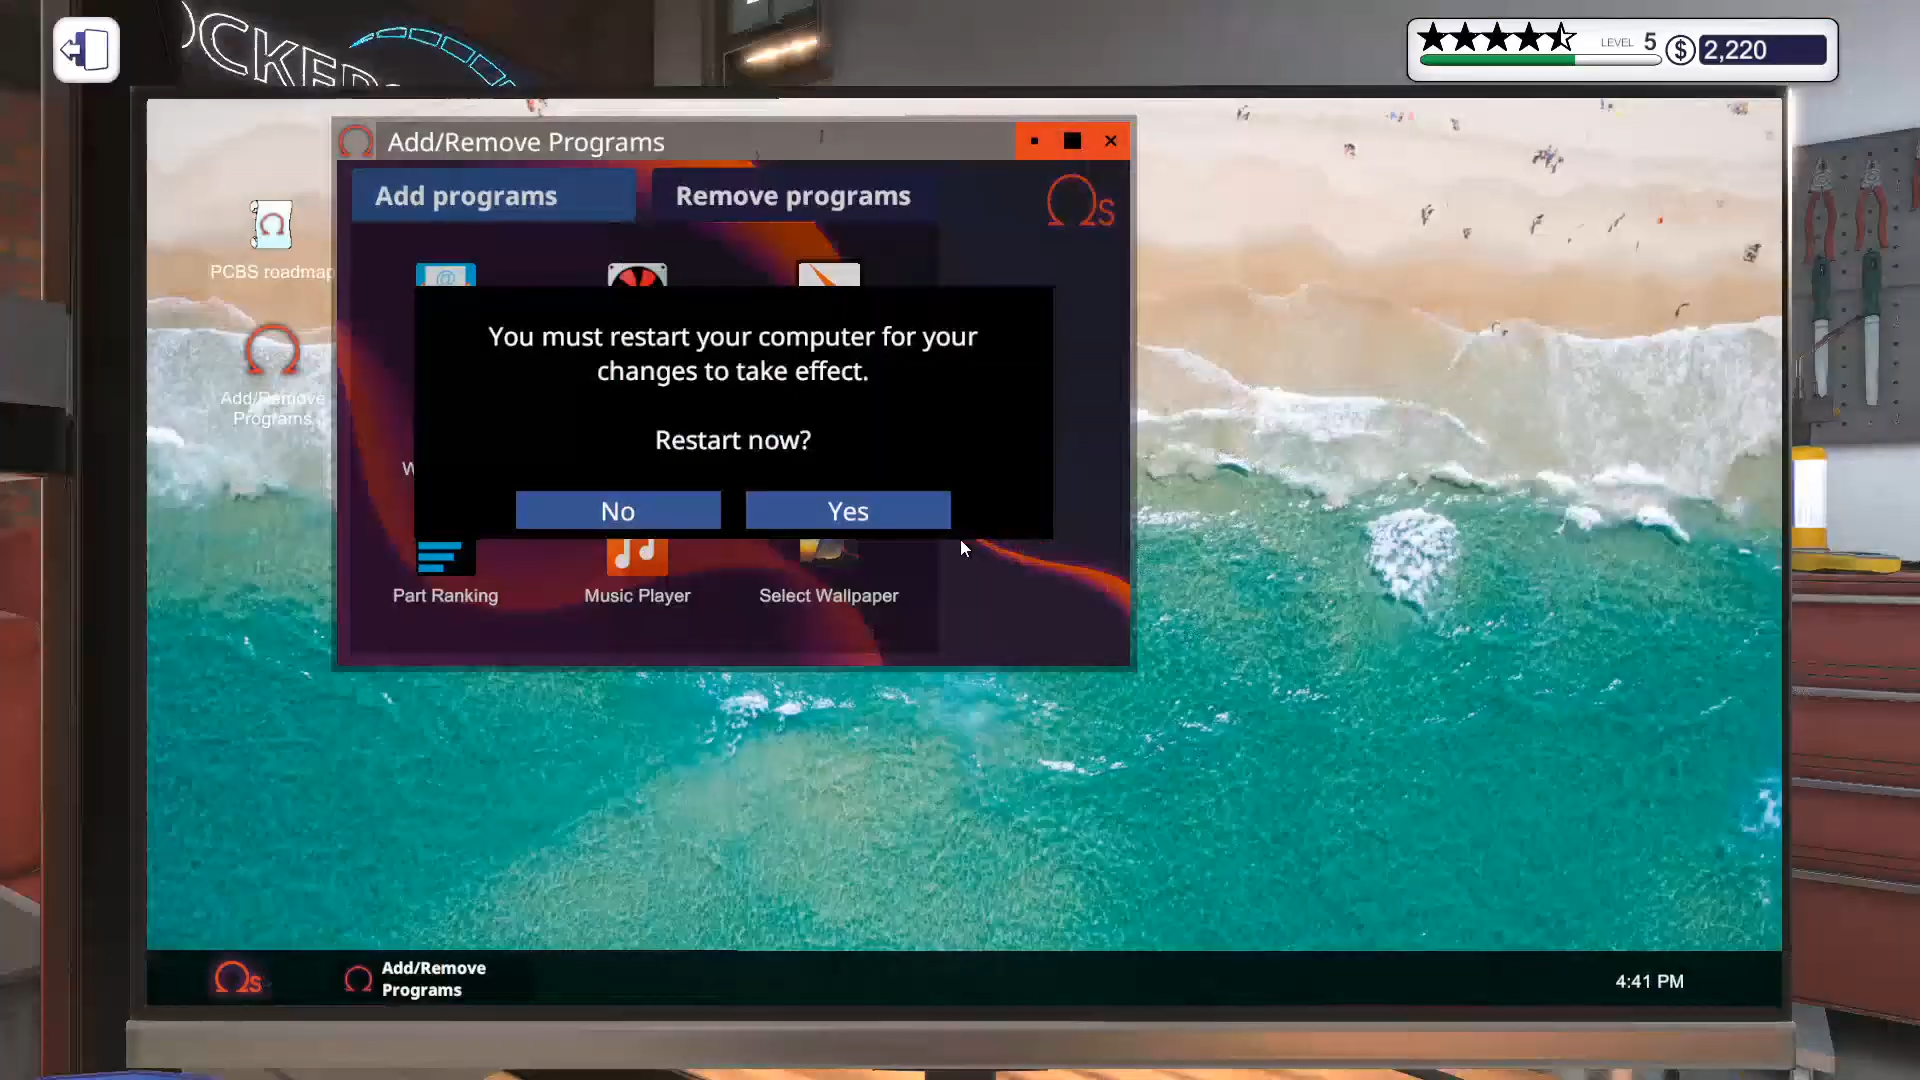 LEVEL 5
$ 2,220
Add/Remove Programs
Add programs
Remove programs
Ωs
PCBS roadmap
@
You must restart your computer for your
changes to take effect.
Restart now?
No
Yes
Add/Remove
Programs
W
Part Ranking
Music Player
Select Wallpaper
Ωs
Add/Remove
Programs
4:41 PM